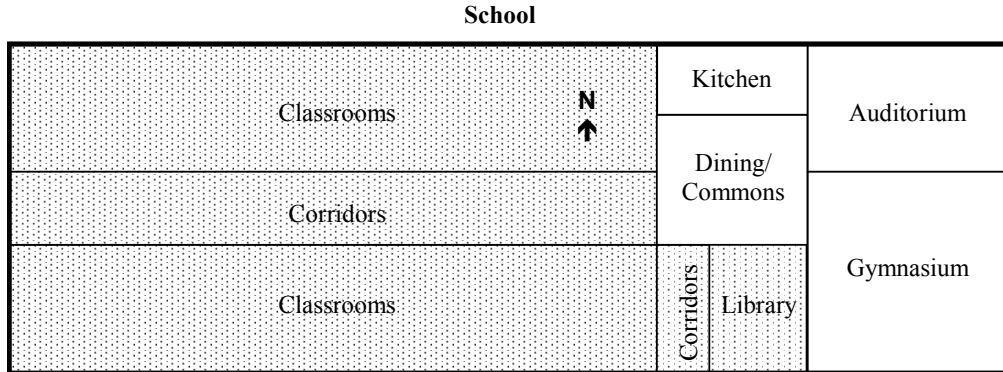 School
Kitchen
N
Classrooms
Auditorium
Dining/
Commons
Corridors
Gymnasium
Corridors
Library
Classrooms